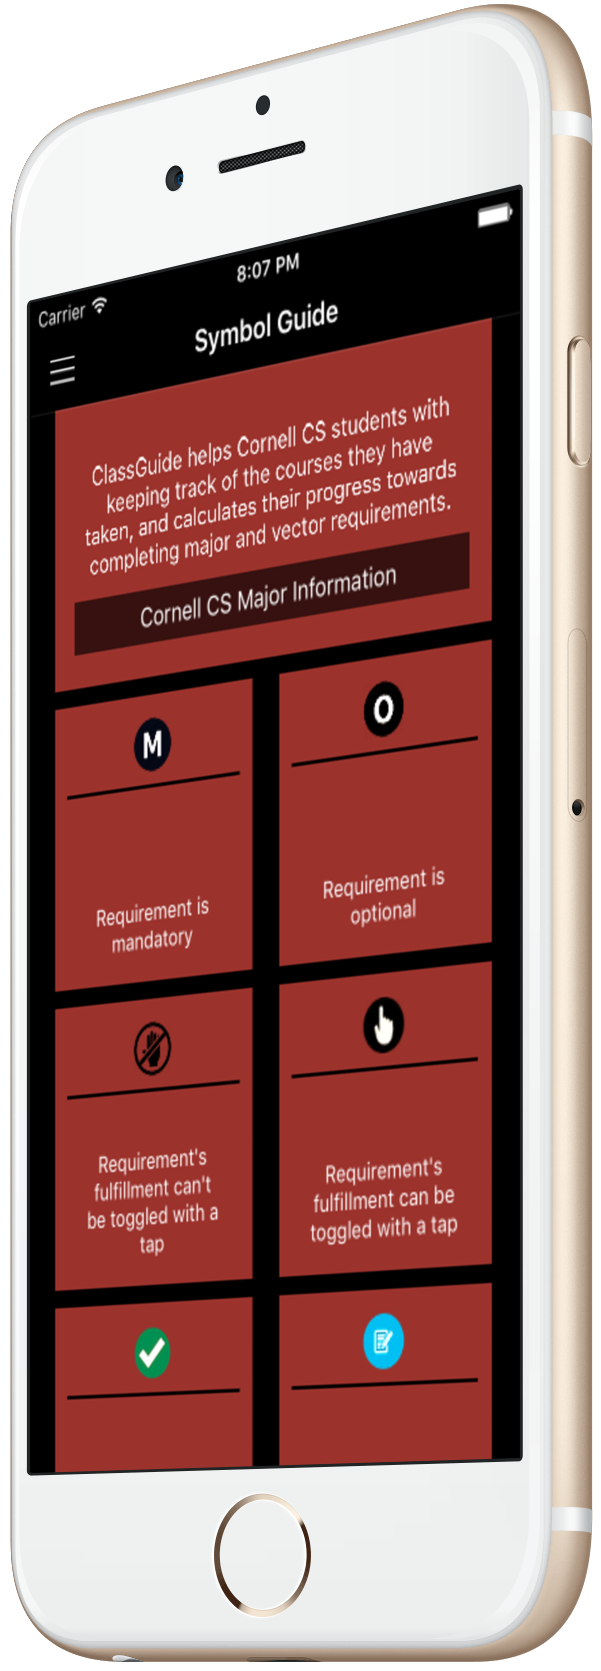 8:07 PM
Carrier
Symbol Guide
ClassGuide helps Cornell CS students with
keeping track of the courses they have
taken, and calculates their progress towards
completing major and vector requirements.
Cornell CS Major Information
M
O
Requirement is
mandatory
Requirement is
optional
Requirement's
fulfillment can't
be toggled with a
tap
Requirement's
fulfillment can be
toggled with a tap